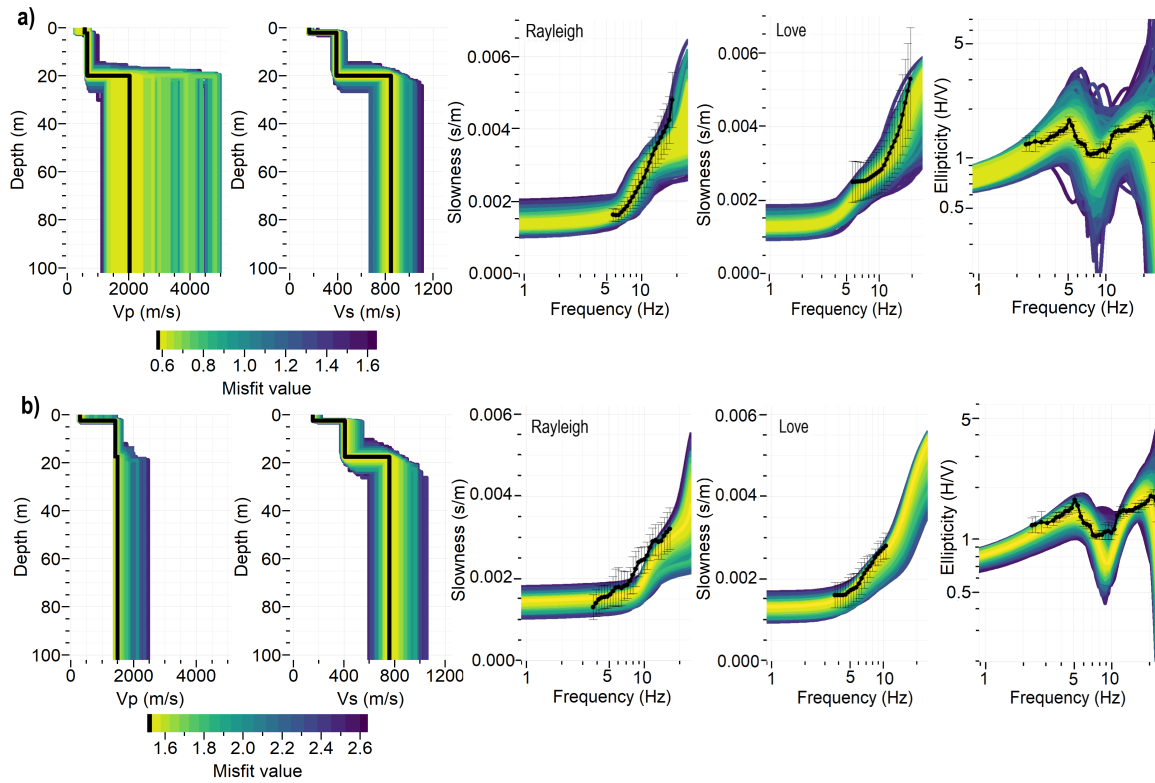 a)
0
20
40
60
80
100
Depth (m)
0 2000 4000
Vp (m/s)
0
20
40
60
80
100
Depth (m)
0 400 800 1200
Vs (m/s)
Rayleigh
0.006
0.004
0.002
0.000
Slowness (s/m)
1 5 10
Frequency (Hz)
Love
0.006
0.004
0.002
0.000
Slowness (s/m)
1 5 10
Frequency (Hz)
5
1
0.5
Ellipticity (H/V)
1 5 10
Frequency (Hz)
0.6 0.8 1.0 1.2 1.4 1.6
Misfit value
b)
0
20
40
60
80
100
Depth (m)
0 2000 4000
Vp (m/s)
0
20
40
60
80
100
Depth (m)
0 400 800 1200
Vs (m/s)
Rayleigh
0.006
0.004
0.002
0.000
Slowness (s/m)
1 5 10
Frequency (Hz)
Love
0.006
0.004
0.002
0.000
Slowness (s/m)
1 5 10
Frequency (Hz)
5
1
0.5
Ellipticity (H/V)
1 5 10
Frequency (Hz)
1.6 1.8 2.0 2.2 2.4 2.6
Misfit value